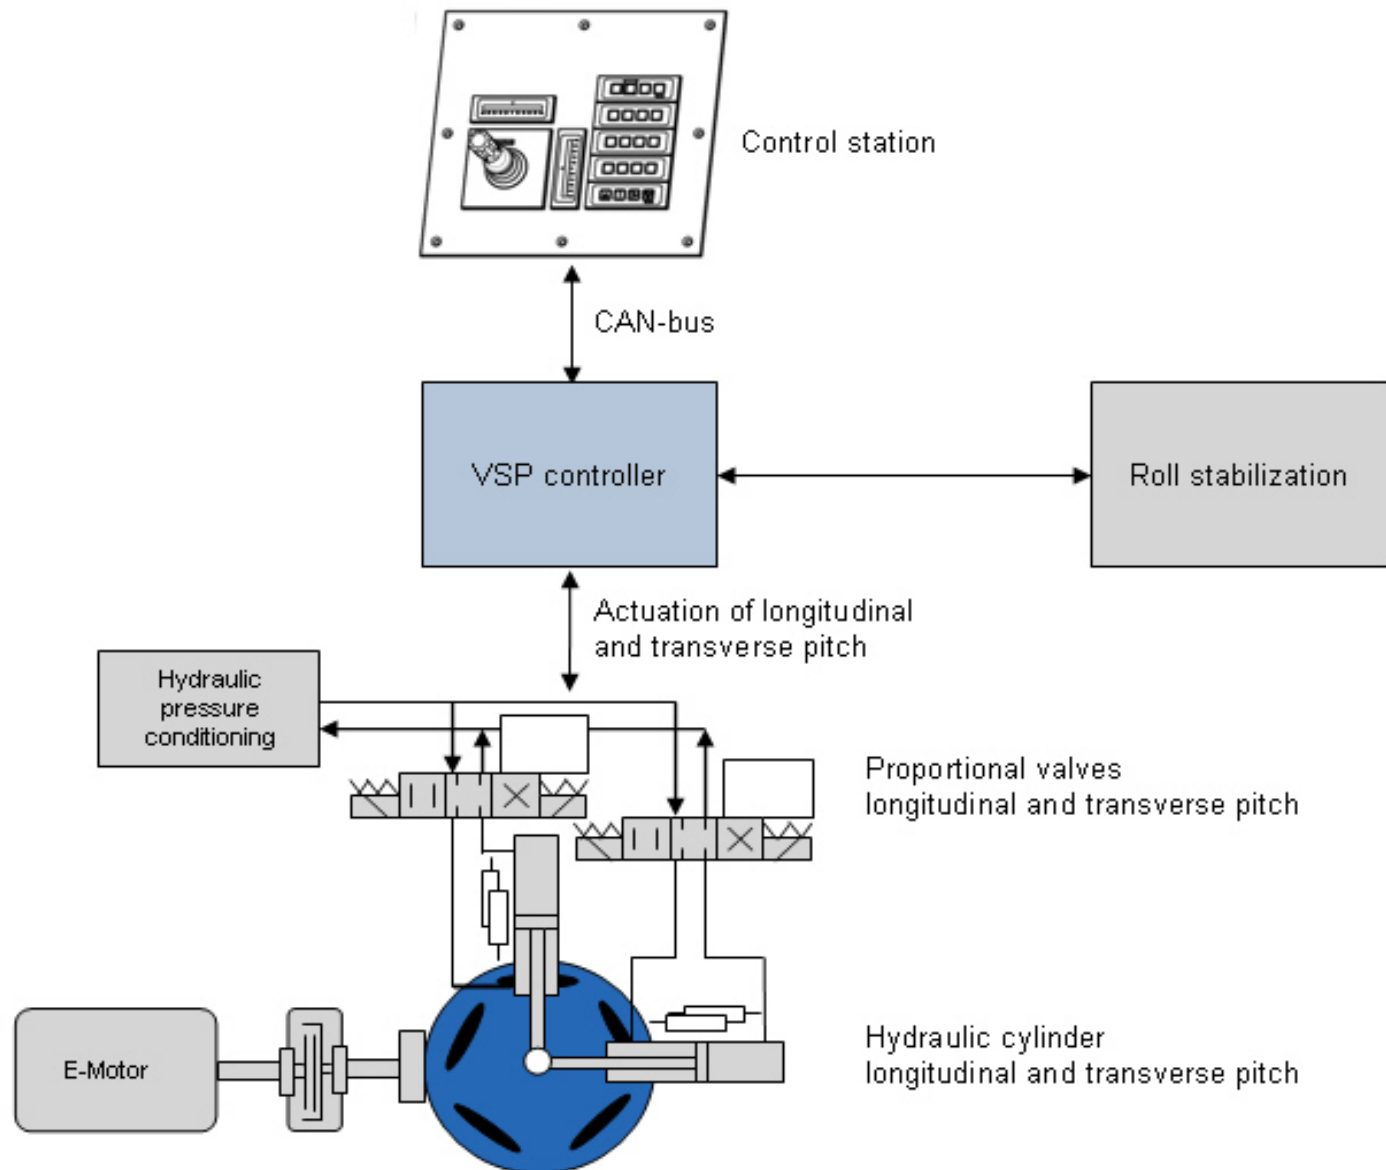 Control station
CAN-bus
VSP controller
Roll stabilization
Actuation of longitudinal
and transverse pitch
Hydraulic
pressure
conditioning
Proportional valves
longitudinal and transverse pitch
Hydraulic cylinder
longitudinal and transverse pitch
E-Motor